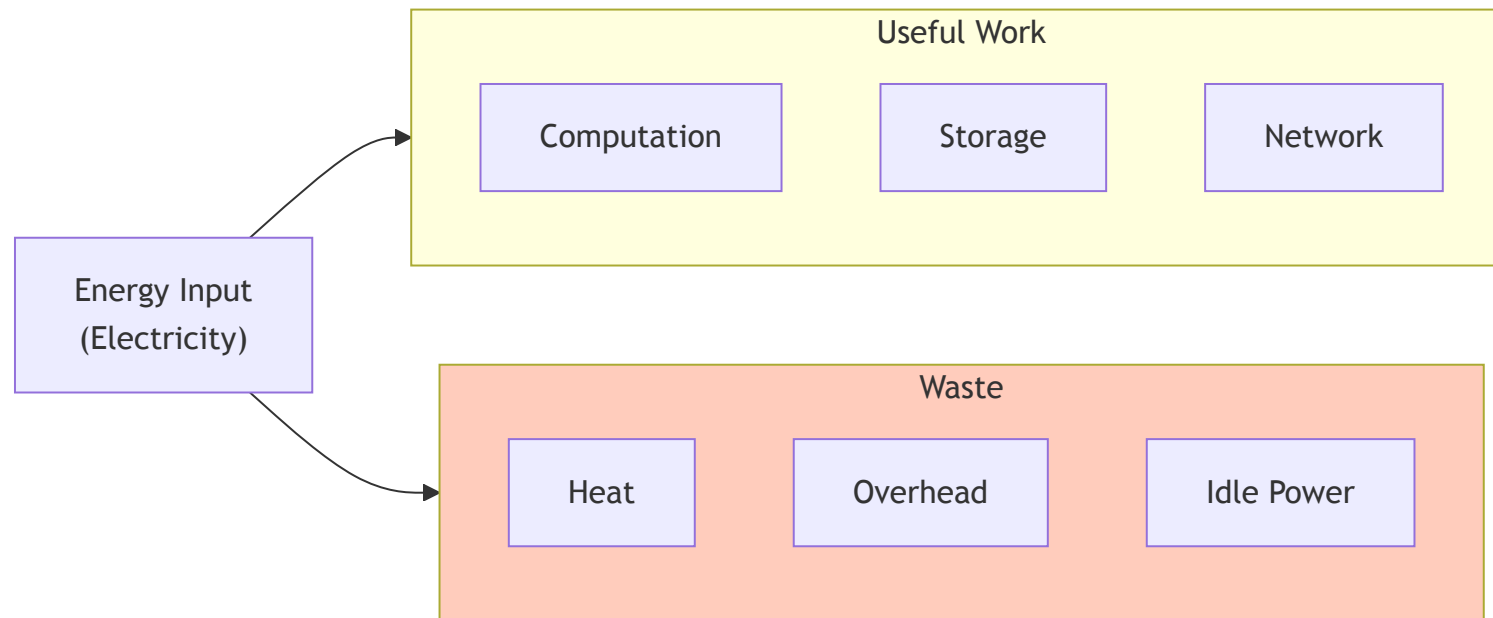 Useful Work
Computation
Storage
Network
Energy Input
(Electricity)
Waste
Heat
Overhead
Idle Power